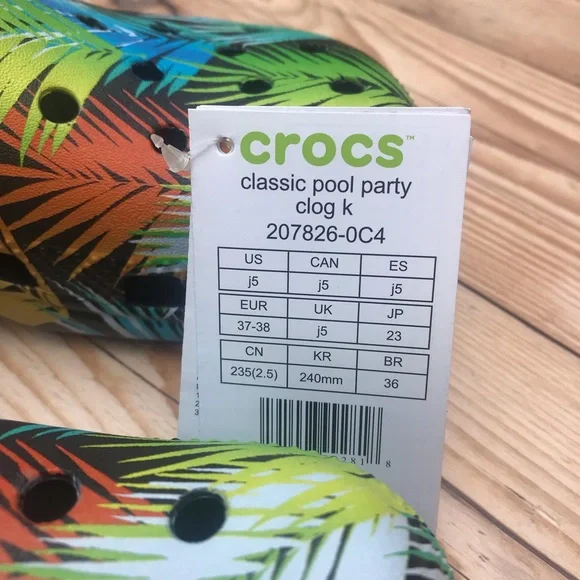 crocs™
classic pool party
clog k
207826-0C4
US CAN ES
j5 j5 j5
EUR UK JP
37-38 j5 23
CN KR BR
235(2.5) 240mm 36